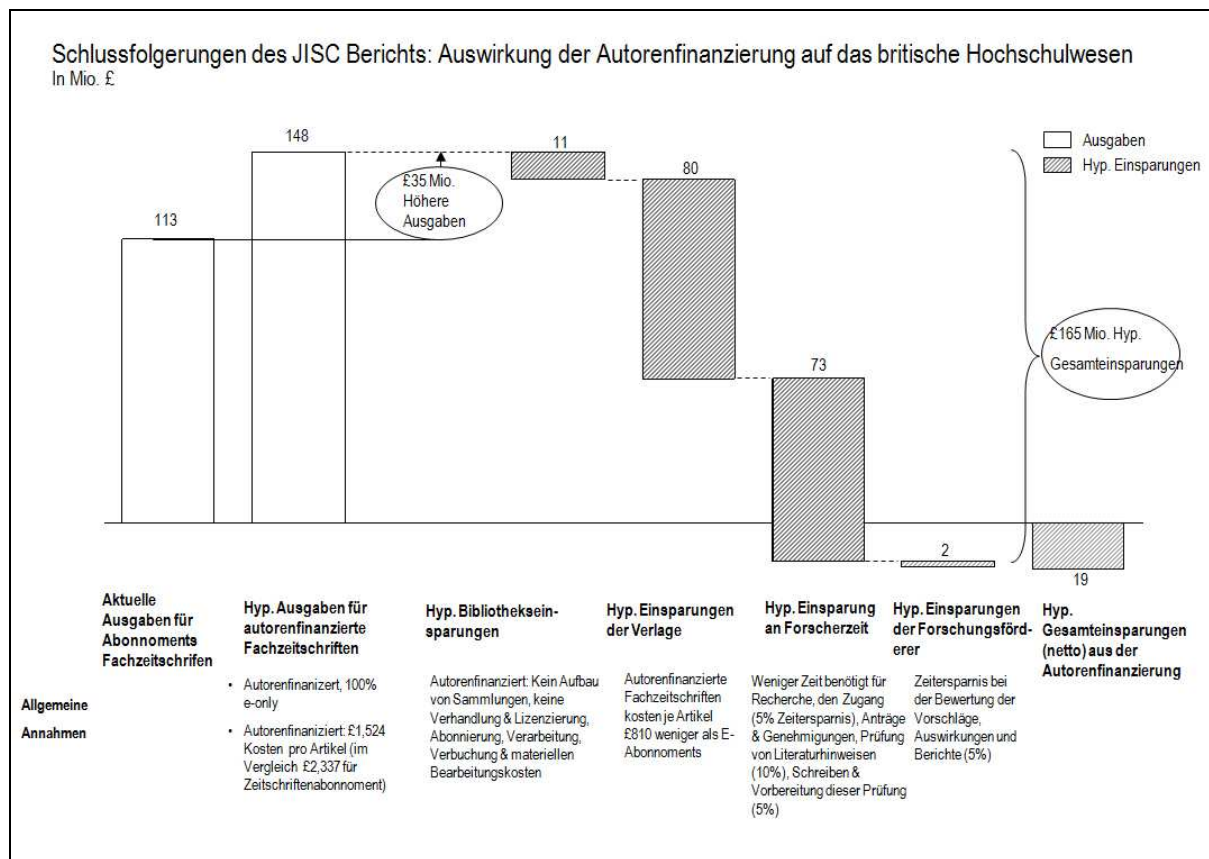 Schlussfolgerungen des JISC Berichts: Auswirkung der Autorenfinanzierung auf das britische Hochschulwesen
In Mio. £
113
148
£35 Mio.
Höhere
Ausgaben
11
80
73
2
19
Ausgaben
Hyp. Einsparungen
£165 Mio. Hyp.
Gesamteinsparungen
Aktuelle
Ausgaben für
Abonnoments
Fachzeitschrifen
Hyp. Ausgaben für
autorenfinanzierte
Fachzeitschriften
Hyp. Bibliotheksein-
sparungen
Hyp. Einsparungen
der Verlage
Hyp. Einsparung
an Forscherzeit
Hyp. Einsparungen
der Forschungsförd-
erer
Hyp.
Gesamteinsparungen
(netto) aus der
Autorenfinanzierung
Allgemeine
Annahmen
• Autorenfinanizert, 100%
e-only
• Autorenfinaniziert: £1,524
Kosten pro Artikel (im
Vergleich £2,337 für
Zeitschriftenabonnoment)
Autorenfinanziert: Kein Aufbau
von Sammlungen, keine
Verhandlung & Lizenzierung,
Abonnierung, Verarbeitung,
Verbuchung & materiellen
Bearbeitungskosten
Autorenfinanzierte
Fachzeitschriften
kosten je Artikel
£810 weniger als E-
Abonnoments
Weniger Zeit benötigt für
Recherche, den Zugang
(5% Zeitersparnis), Anträge
& Genehmigungen, Prüfung
von Literaturhinweisen
(10%), Schreiben &
Vorbereitung dieser Prüfung
(5%)
Zeitersparnis bei
der Bewertung der
Vorschläge,
Auswirkungen und
Berichte (5%)